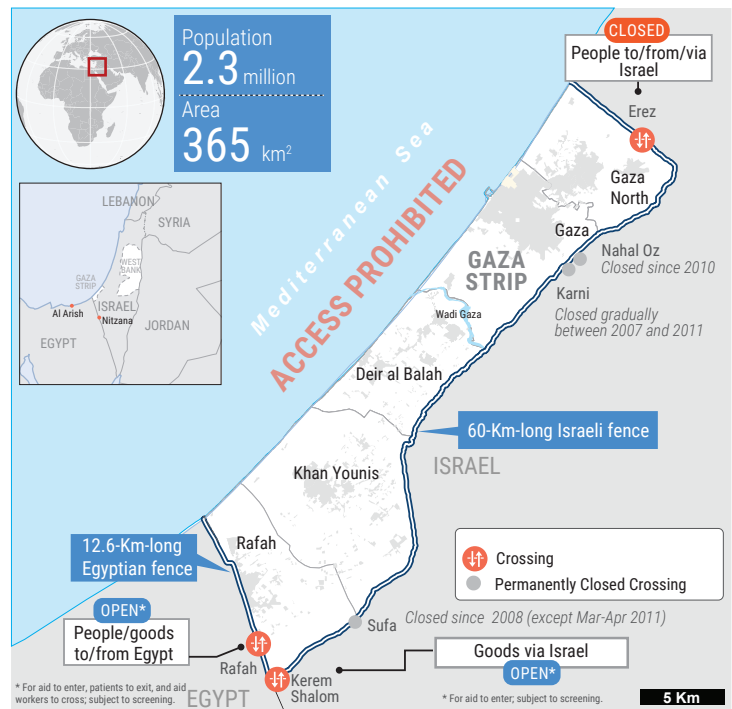 Population
2.3 million
Area
365 km²
CLOSED
People to/from/via
Israel
Erez
Gaza
North
Gaza
Nahal Oz
Closed since 2010
Karni
Closed gradually
between 2007 and 2011
Mediterranean Sea
ACCESS PROHIBITED
GAZA
STRIP
Wadi Gaza
LEBANON
SYRIA
WEST
BANK
GAZA
STRIP
ISRAEL
Al Arish
Nitzana
JORDAN
EGYPT
Deir al Balah
60-Km-long Israeli fence
ISRAEL
Khan Younis
12.6-Km-long
Egyptian fence
Rafah
Crossing
Permanently Closed Crossing
OPEN*
People/goods
to/from Egypt
Sufa
Closed since 2008 (except Mar-Apr 2011)
Rafah
Kerem
Shalom
Goods via Israel
OPEN*
* For aid to enter, patients to exit, and aid
workers to cross; subject to screening.
EGYPT
* For aid to enter; subject to screening.
5 Km